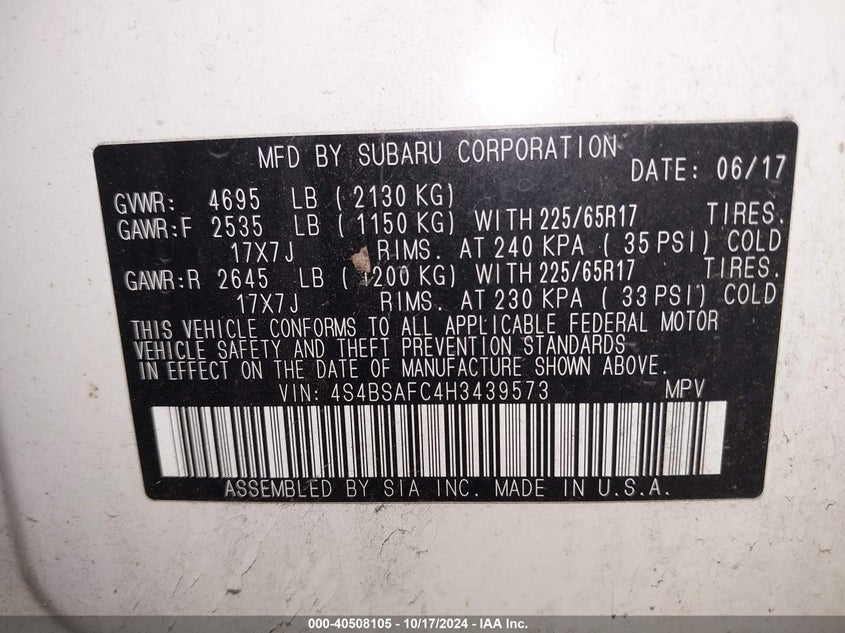 MFD BY SUBARU CORPORATION DATE: 06/17
GVWR: 4695 LB ( 2130 KG)
GAWR:F 2535 LB ( 1150 KG) WITH 225/65R17 TIRES.
17X7J RIMS. AT 240 KPA ( 35 PSI) COLD
GAWR:R 2645 LB ( 1200 KG) WITH 225/65R17 TIRES.
17X7J RIMS. AT 230 KPA ( 33 PSI) COLD
THIS VEHICLE CONFORMS TO ALL APPLICABLE FEDERAL MOTOR
VEHICLE SAFETY AND THEFT PREVENTION STANDARDS
IN EFFECT ON THE DATE OF MANUFACTURE SHOWN ABOVE.
VIN: 4S4BSAFC4H3439573 MPV
ASSEMBLED BY SIA INC. MADE IN U.S.A.
000-40508105 - 10/17/2024 - IAA Inc.